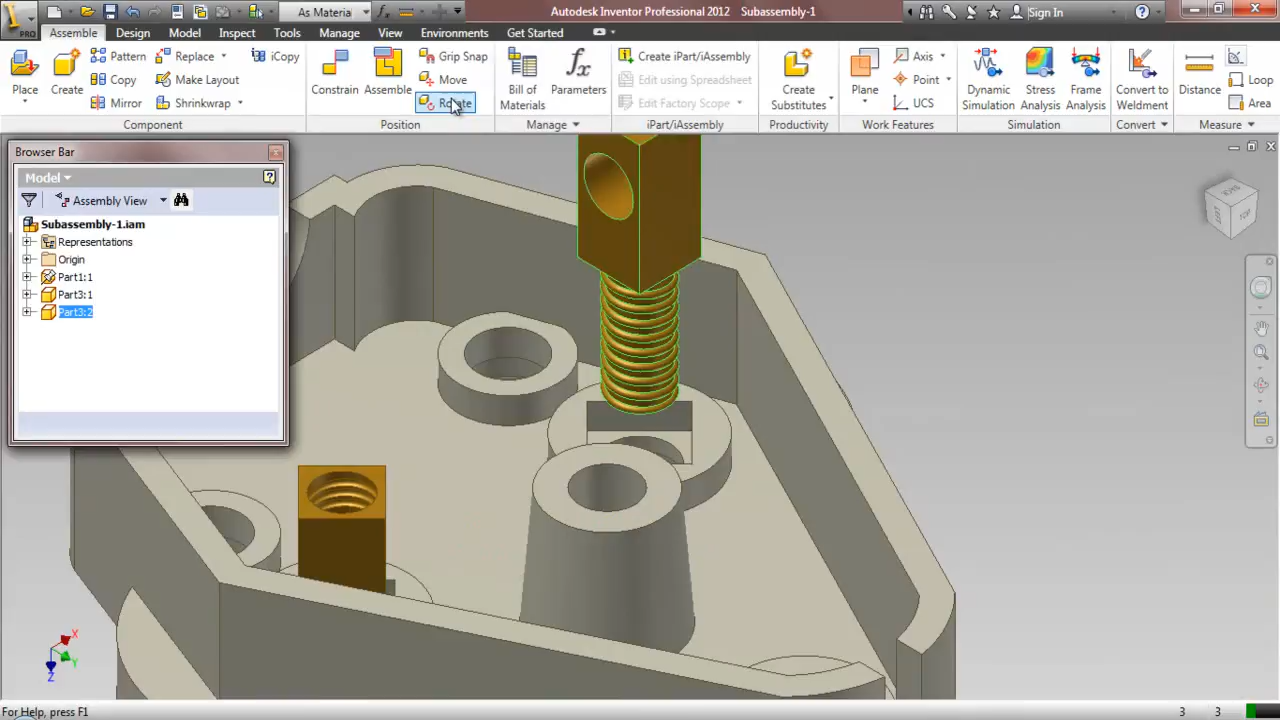 As Material
Autodesk Inventor Professional 2012 Subassembly-1
Sign In
PRO
Assemble Design Model Inspect Tools Manage View Environments Get Started
Place
Create
Pattern
Copy
Mirror
Replace
Make Layout
Shrinkwrap
iCopy
Component
Constrain
Assemble
Grip Snap
Move
Rotate
Position
Bill of
Materials
Parameters
Manage
Create iPart/iAssembly
Edit using Spreadsheet
Edit Factory Scope
iPart/iAssembly
Create
Substitutes
Productivity
Plane
Axis
Point
UCS
Work Features
Dynamic
Simulation
Stress
Analysis
Frame
Analysis
Simulation
Convert to
Weldment
Convert
Distance
Loop
Area
Measure
Browser Bar
Model
Assembly View
Subassembly-1.iam
Representations
Origin
Part1:1
Part3:1
Part3:2
X
Y
Z
For Help, press F1
3 3